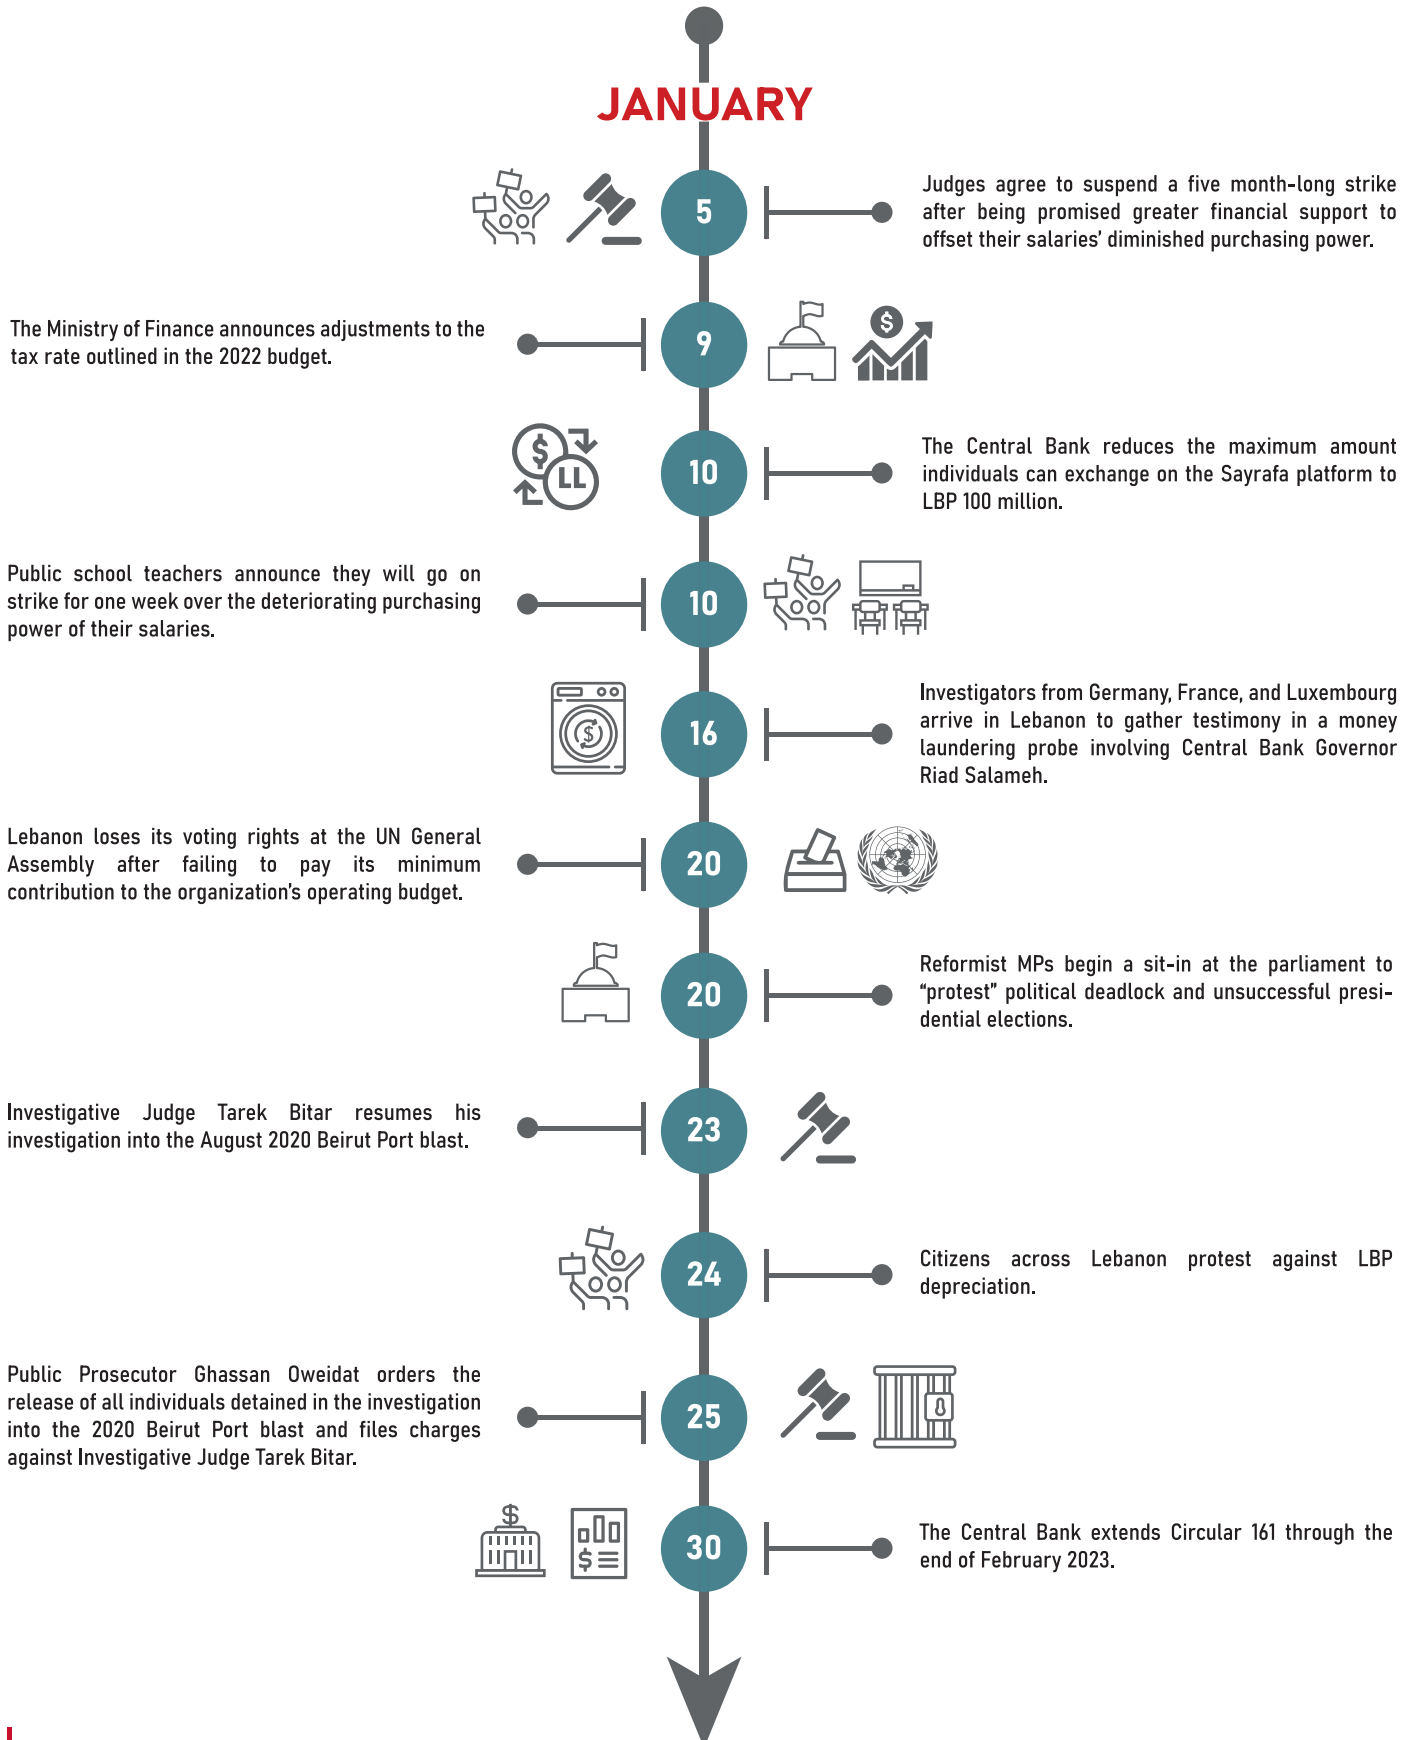 JANUARY
5
Judges agree to suspend a five month-long strike
after being promised greater financial support to
offset their salaries’ diminished purchasing power.
The Ministry of Finance announces adjustments to the
tax rate outlined in the 2022 budget.
9
$
$
LL
10
The Central Bank reduces the maximum amount
individuals can exchange on the Sayrafa platform to
LBP 100 million.
Public school teachers announce they will go on
strike for one week over the deteriorating purchasing
power of their salaries.
10
$
16
Investigators from Germany, France, and Luxembourg
arrive in Lebanon to gather testimony in a money
laundering probe involving Central Bank Governor
Riad Salameh.
Lebanon loses its voting rights at the UN General
Assembly after failing to pay its minimum
contribution to the organization’s operating budget.
20
20
Reformist MPs begin a sit-in at the parliament to
“protest” political deadlock and unsuccessful presi-
dential elections.
Investigative Judge Tarek Bitar resumes his
investigation into the August 2020 Beirut Port blast.
23
24
Citizens across Lebanon protest against LBP
depreciation.
Public Prosecutor Ghassan Oweidat orders the
release of all individuals detained in the investigation
into the 2020 Beirut Port blast and files charges
against Investigative Judge Tarek Bitar.
25
$
$
30
The Central Bank extends Circular 161 through the
end of February 2023.